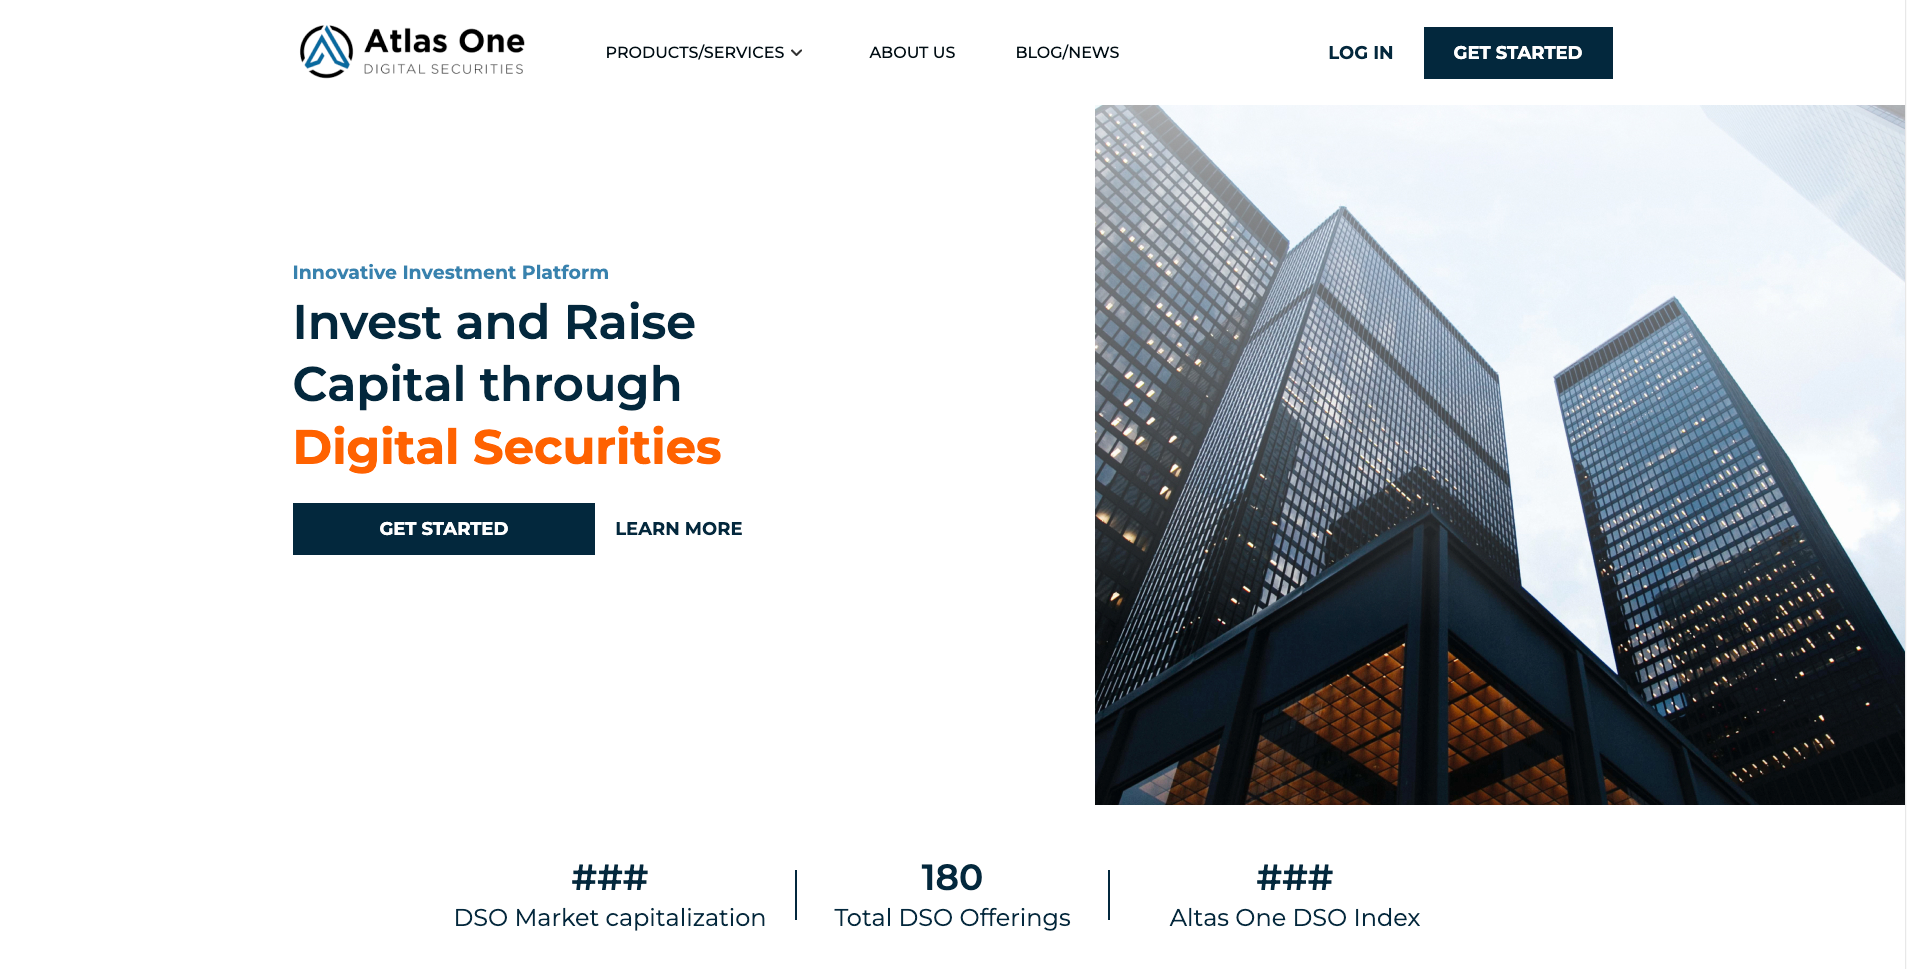 Atlas One
DIGITAL SECURITIES
PRODUCTS/SERVICES
ABOUT US
BLOG/NEWS
LOG IN
GET STARTED
Innovative Investment Platform
Invest and Raise
Capital through
Digital Securities
GET STARTED
LEARN MORE
###
DSO Market capitalization
180
Total DSO Offerings
###
Altas One DSO Index